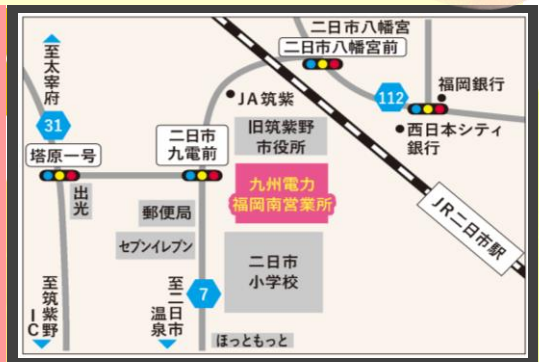 二日市八幡宮
二日市八幡宮前
至太宰府
福岡銀行
JA筑紫
112
31
旧筑紫野
市役所
西日本シティ
銀行
塔原一号
二日市
九電前
九州電力
福岡南営業所
出光
郵便局
セブンイレブン
JR二日市駅
二日市
小学校
至筑紫野IC
至二日市温泉
7
ほっともっと